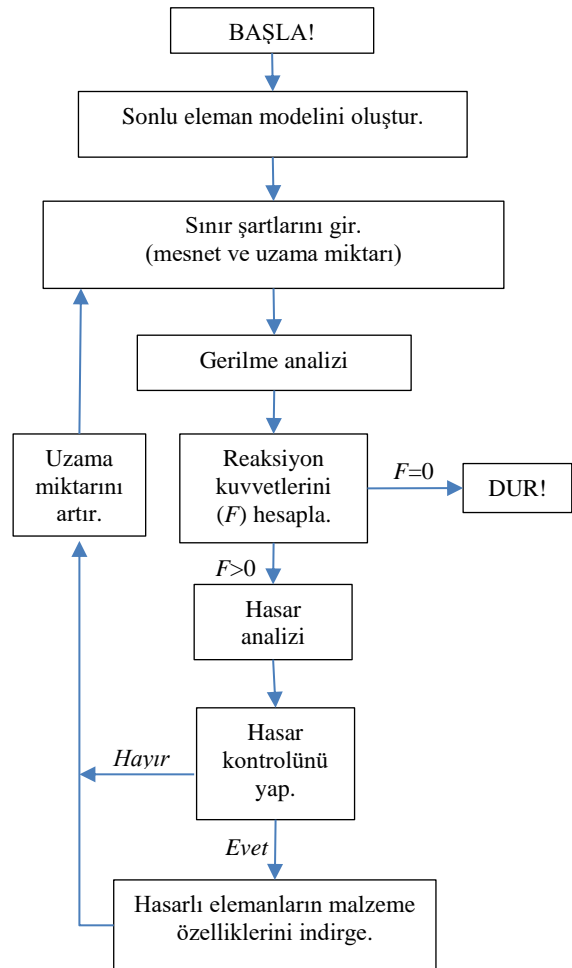 BAŞLA!
Sonlu eleman modelini oluştur.
Sınır şartlarını gir.
(mesnet ve uzama miktarı)
Gerilme analizi
Uzama
miktarını
artır.
Reaksiyon
kuvvetlerini
(F) hesapla.
F=0
DUR!
F>0
Hasar
analizi
Hasar
kontrolünü
yap.
Hayır
Evet
Hasarlı elemanların malzeme
özelliklerini indirge.